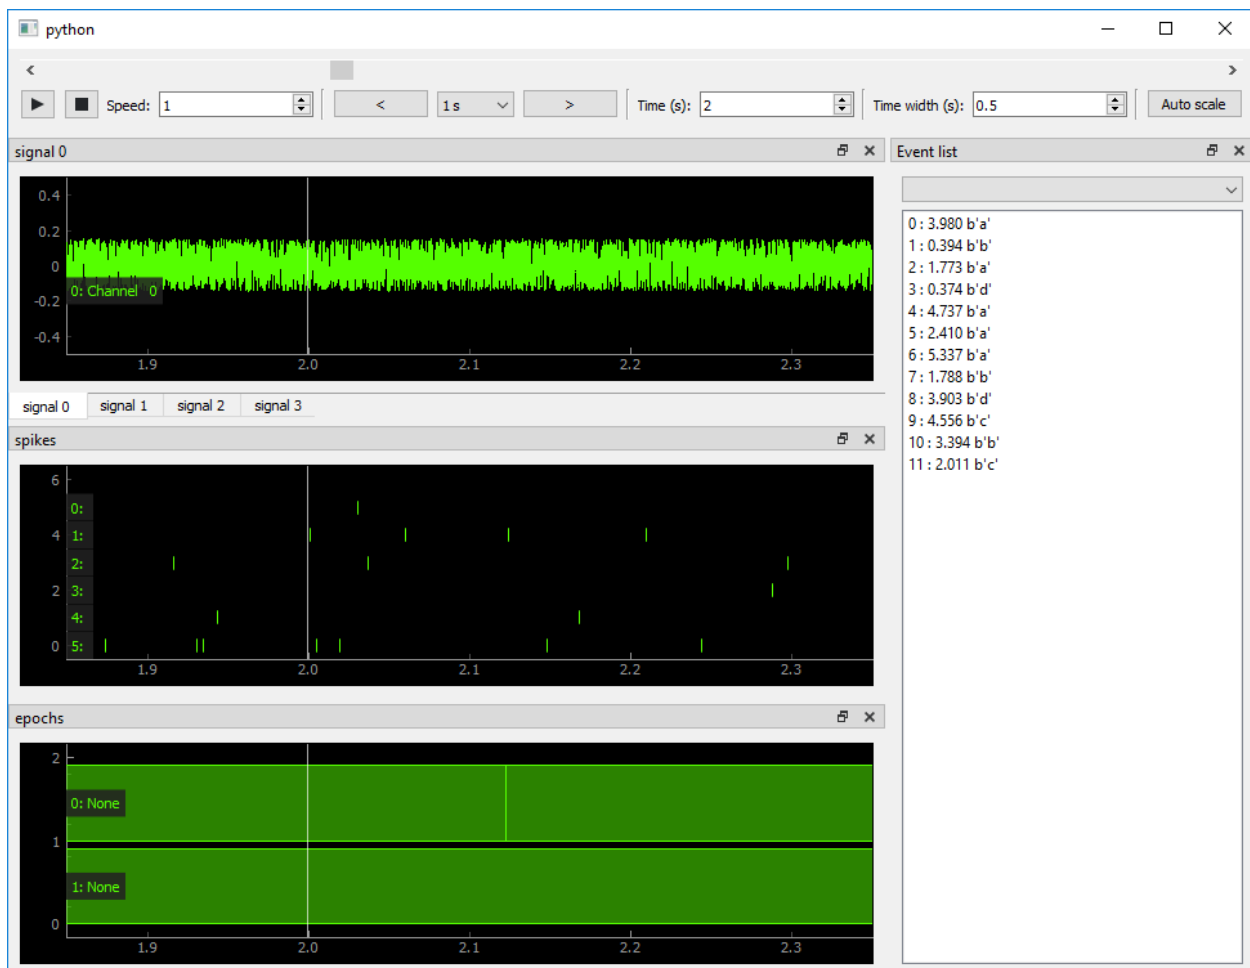 python
Speed: 1 < 1 s > Time (s): 2 Time width (s): 0.5 Auto scale
signal 0
0.4
0.2
0
-0.2
-0.4
0: Channel 0
1.9 2.0 2.1 2.2 2.3
signal 0 signal 1 signal 2 signal 3
spikes
6
4
2
0
0:
1:
2:
3:
4:
5:
1.9 2.0 2.1 2.2 2.3
epochs
2
1
0
0: None
1: None
1.9 2.0 2.1 2.2 2.3
Event list
0 : 3.980 b'a'
1 : 0.394 b'b'
2 : 1.773 b'a'
3 : 0.374 b'd'
4 : 4.737 b'a'
5 : 2.410 b'a'
6 : 5.337 b'a'
7 : 1.788 b'b'
8 : 3.903 b'd'
9 : 4.556 b'c'
10 : 3.394 b'b'
11 : 2.011 b'c'